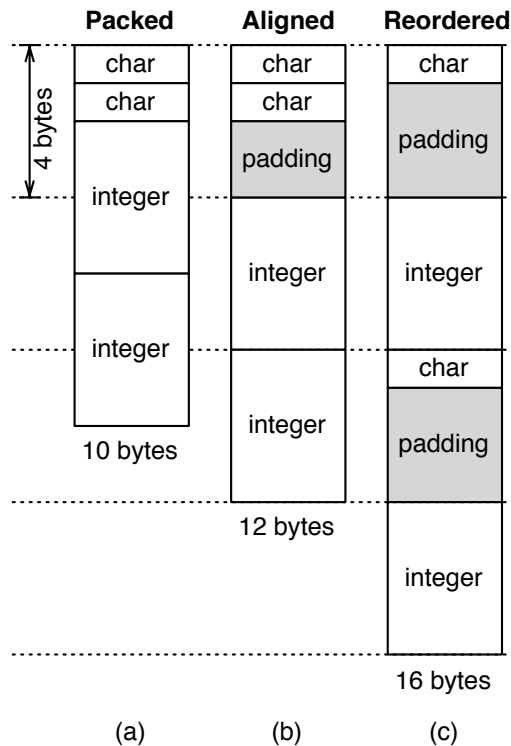 Packed Aligned Reordered
4 bytes
char char char
char char
padding padding
integer
integer integer
integer
integer char
padding
10 bytes
12 bytes
integer
16 bytes
(a) (b) (c)